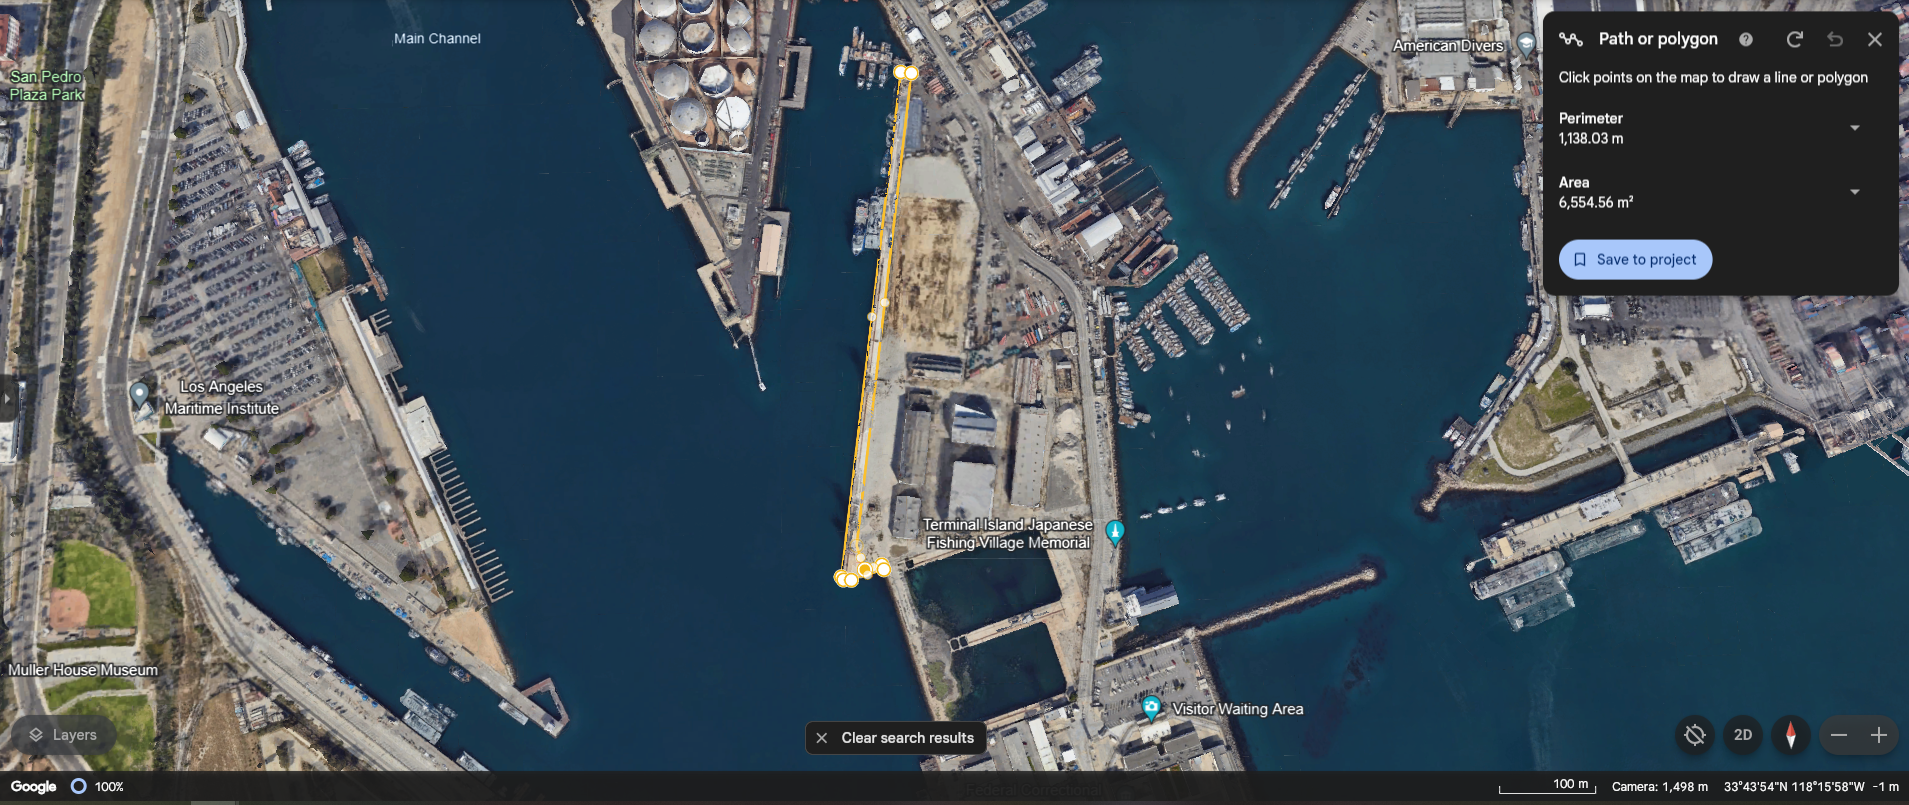 Main Channel
San Pedro
Plaza Park
American Divers
Path or polygon
Click points on the map to draw a line or polygon
Perimeter
1,138.03 m
Area
6,554.56 m²
Save to project
Los Angeles
Maritime Institute
Terminal Island Japanese
Fishing Village Memorial
Muller House Museum
Visitor Waiting Area
Layers
Clear search results
2D
Google
100%
Federal Correctional
100 m
Camera: 1,498 m
33°43'54"N 118°15'58"W
-1 m